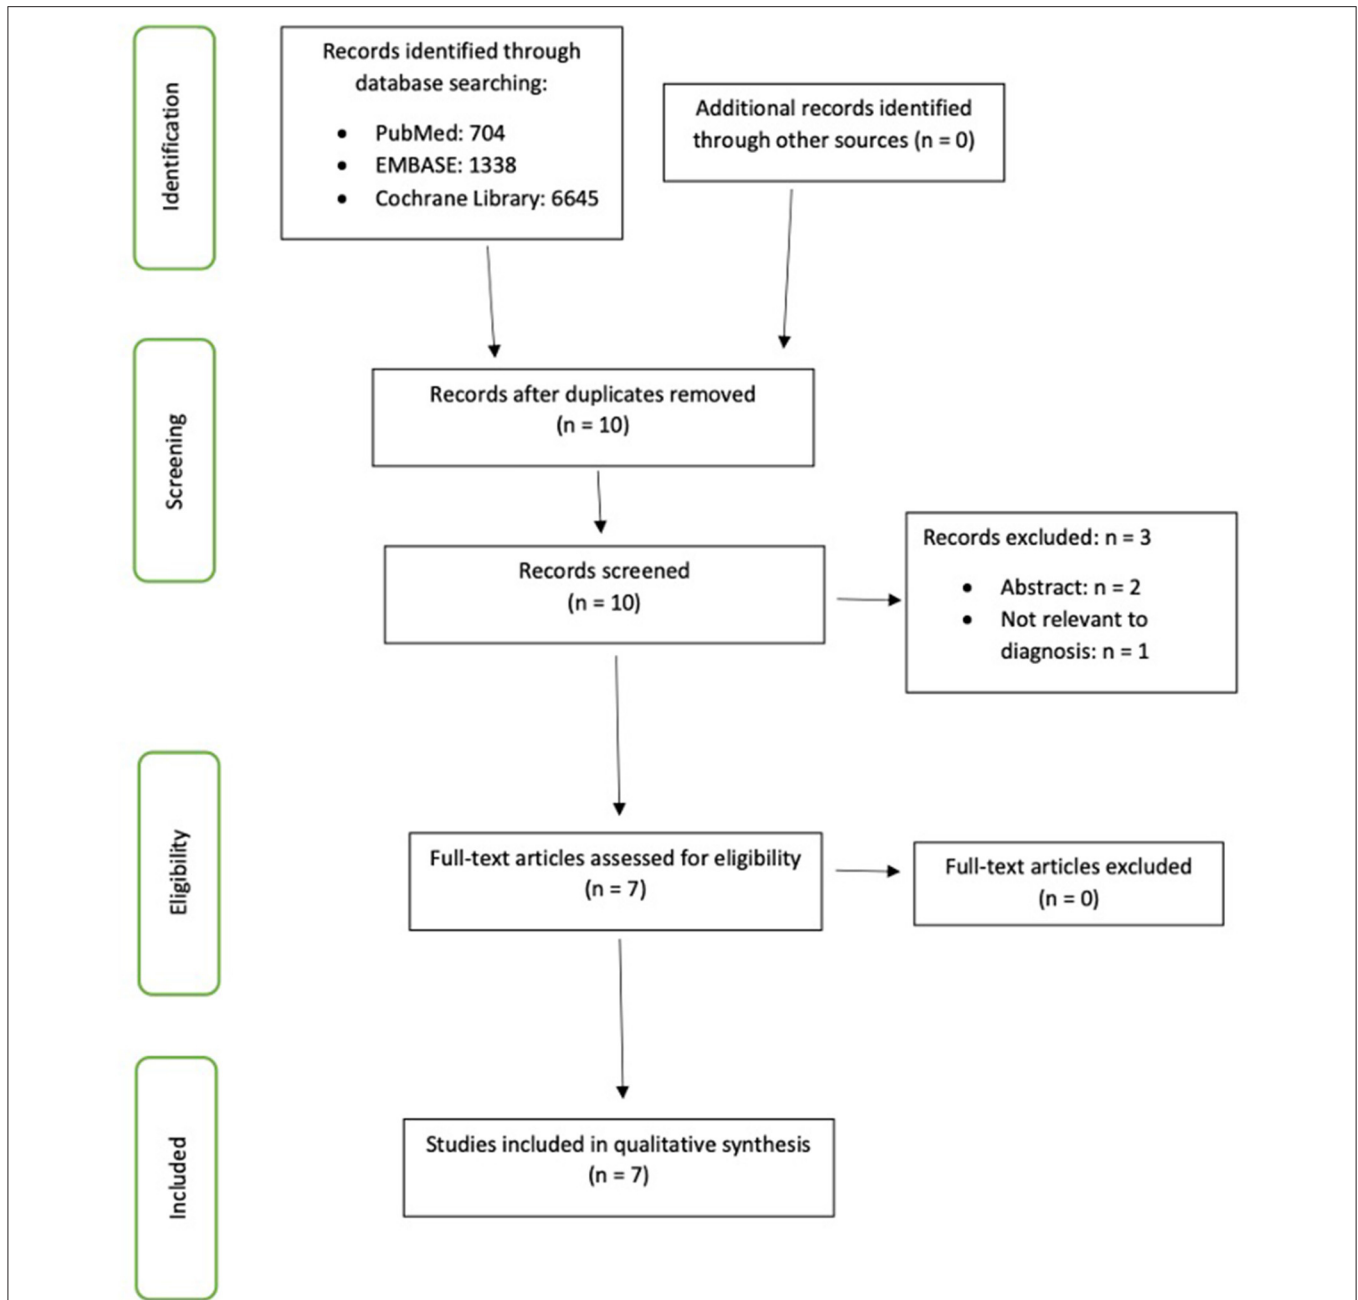 Identification
Records identified through
database searching:
• PubMed: 704
• EMBASE: 1338
• Cochrane Library: 6645
Additional records identified
through other sources (n = 0)
Screening
Records after duplicates removed
(n = 10)
Records screened
(n = 10)
Records excluded: n = 3
• Abstract: n = 2
• Not relevant to
diagnosis: n = 1
Eligibility
Full-text articles assessed for eligibility
(n = 7)
Full-text articles excluded
(n = 0)
Included
Studies included in qualitative synthesis
(n = 7)